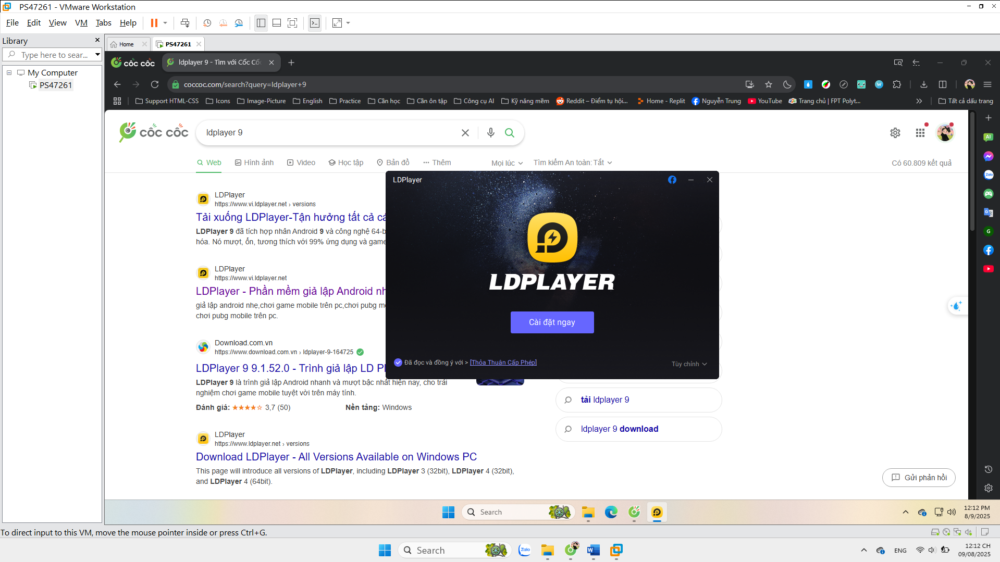 PS47261 - VMware Workstation
File Edit View VM Tabs Help
Library
Home
PS47261
Type here to sear...
My Computer
PS47261
cốc cốc
ldplayer 9 - Tìm với Cốc Cố
coccoc.com/search?query=ldplayer+9
Support HTML-CSS
Icons
Image-Picture
English
Practice
Cần học
Cần ôn tập
Công cụ AI
Kỹ năng mềm
Reddit – Điểm tụ hội...
Home - Replit
Nguyễn Trung
YouTube
Trang chủ | FPT Polyt...
Tất cả dấu trang
cốc cốc
ldplayer 9
Web
Hình ảnh
Video
Học tập
Bản đồ
Thêm
Mọi lúc
Tìm kiếm An toàn: Tắt
Có 60.809 kết quả
LDPlayer
https://www.vi.ldplayer.net › versions
Tải xuống LDPlayer-Tận hưởng tất cả cá
LDPlayer 9 đã tích hợp nhân Android 9 và công nghệ 64-b
hóa. Nó mượt, ổn, tương thích với 99% ứng dụng và game
LDPlayer
https://www.vi.ldplayer.net
LDPlayer - Phần mềm giả lập Android nh
giả lập android nhẹ,chơi game mobile trên pc,chơi pubg m
chơi pubg mobile trên pc.
Download.com.vn
https://www.download.com.vn › ldplayer-9-164725
LDPlayer 9 9.1.52.0 - Trình giả lập LD Pl
LDPlayer 9 là trình giả lập Android nhanh và mượt bậc nhất hiện nay, cho trải
nghiệm chơi game mobile tuyệt vời trên máy tính.
Đánh giá: 3,7 (50)
Nền tảng: Windows
LDPlayer
https://www.ldplayer.net › versions
Download LDPlayer - All Versions Available on Windows PC
This page will introduce all versions of LDPlayer, including LDPlayer 3 (32bit), LDPlayer 4 (32bit),
and LDPlayer 4 (64bit).
LDPlayer
LDPLAYER
Cài đặt ngay
Đã đọc và đồng ý với > [Thỏa Thuận Cấp Phép]
Tùy chỉnh
tải ldplayer 9
ldplayer 9 download
Gửi phản hồi
AI
W
G
Search
12:12 PM
8/9/2025
To direct input to this VM, move the mouse pointer inside or press Ctrl+G.
Search
Zalo
ENG
12:12 CH
09/08/2025